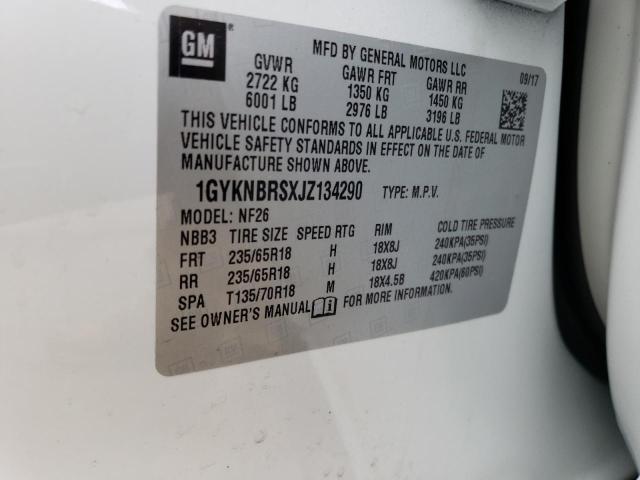 GM
MFD BY GENERAL MOTORS LLC
09/17
GVWR GAWR FRT GAWR RR
2722 KG 1350 KG 1450 KG
6001 LB 2976 LB 3196 LB
THIS VEHICLE CONFORMS TO ALL APPLICABLE U.S. FEDERAL MOTOR
VEHICLE SAFETY STANDARDS IN EFFECT ON THE DATE OF
MANUFACTURE SHOWN ABOVE.
1GYKNBRSXJZ134290 TYPE: M.P.V.
MODEL: NF26
NBB3 TIRE SIZE SPEED RTG RIM COLD TIRE PRESSURE
FRT 235/65R18 H 18X8J 240KPA(35PSI)
RR 235/65R18 H 18X8J 240KPA(35PSI)
SPA T135/70R18 M 18X4.5B 420KPA(60PSI)
SEE OWNER'S MANUAL FOR MORE INFORMATION.